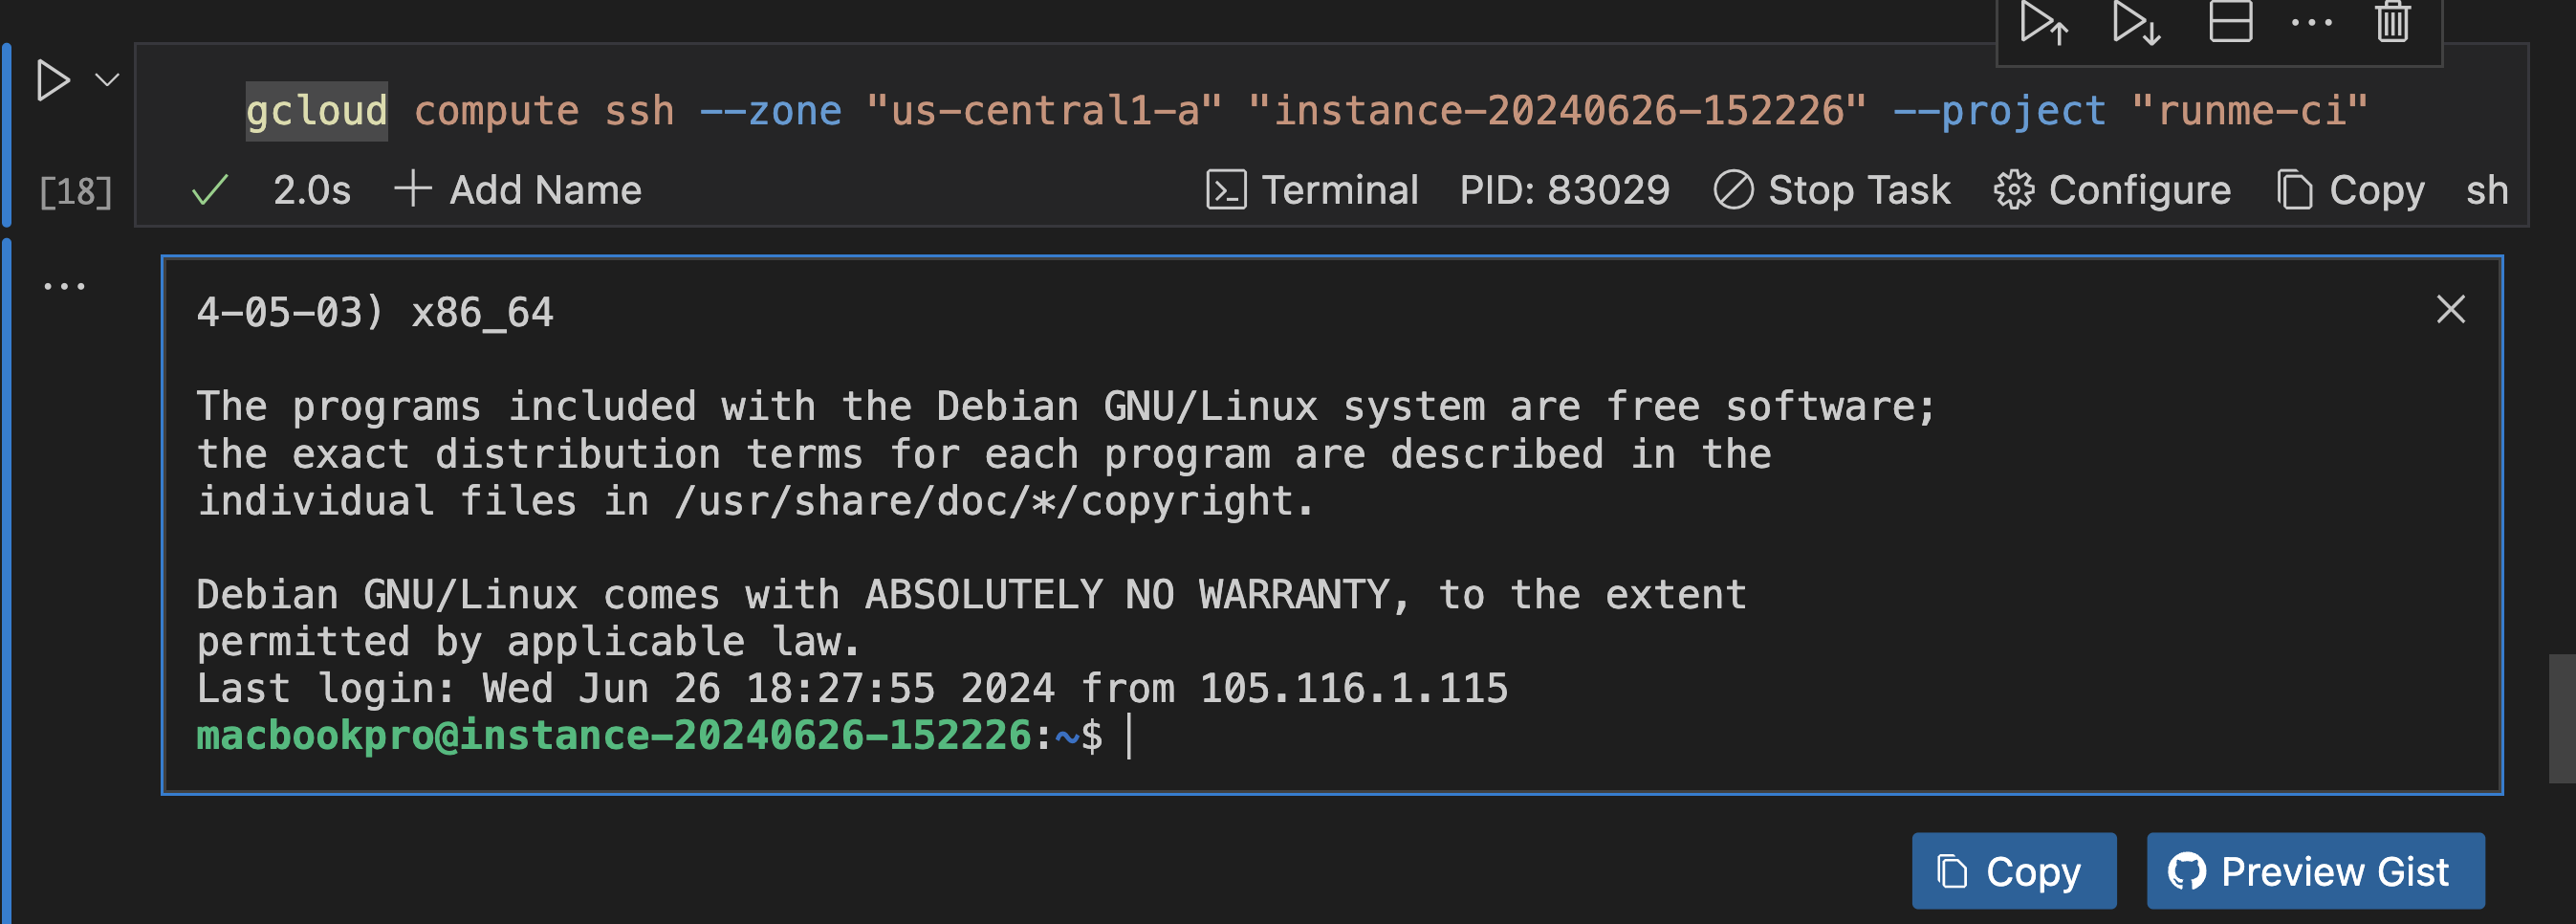 gcloud compute ssh --zone "us-central1-a" "instance-20240626-152226" --project "runme-ci"
[18] 2.0s Add Name Terminal PID: 83029 Stop Task Configure Copy sh
4-05-03) x86_64
The programs included with the Debian GNU/Linux system are free software;
the exact distribution terms for each program are described in the
individual files in /usr/share/doc/*/copyright.
Debian GNU/Linux comes with ABSOLUTELY NO WARRANTY, to the extent
permitted by applicable law.
Last login: Wed Jun 26 18:27:55 2024 from 105.116.1.115
macbookpro@instance-20240626-152226:~$
Copy Preview Gist